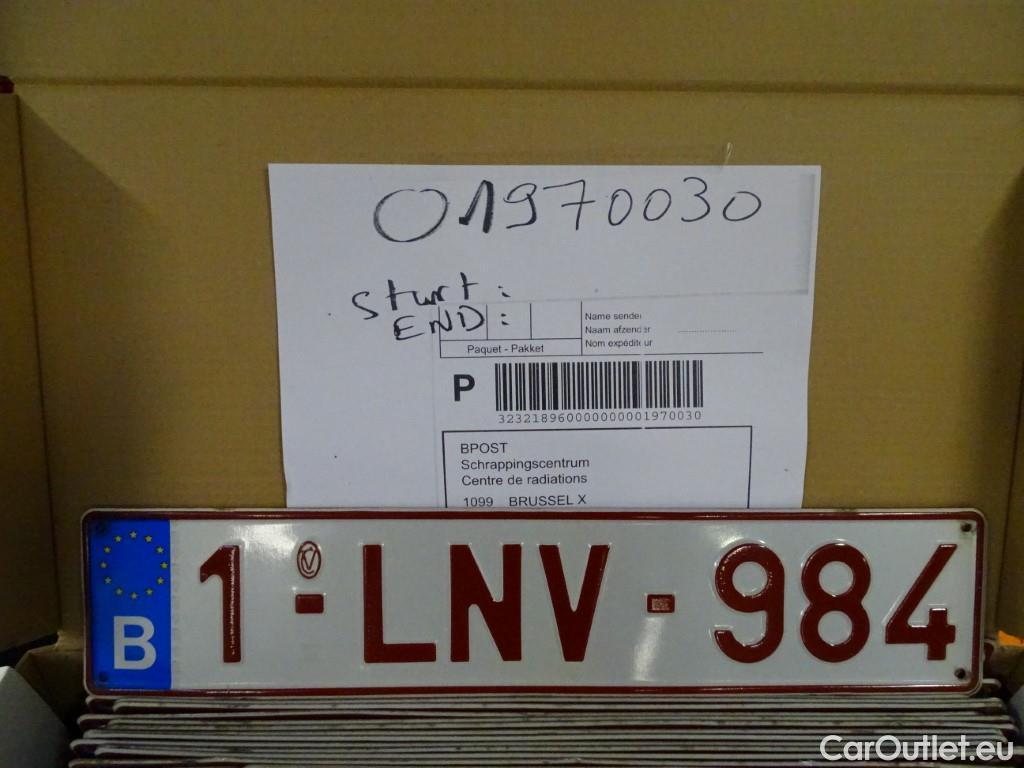 01970030
Start:
END:
Name sender
Naam afzender
Nom expéditeur
Paquet - Pakket
P
323218960000000001970030
BPOST
Schrappingscentrum
Centre de radiations
1099 BRUSSEL X
B 1-LNV-984
CarOutlet.eu